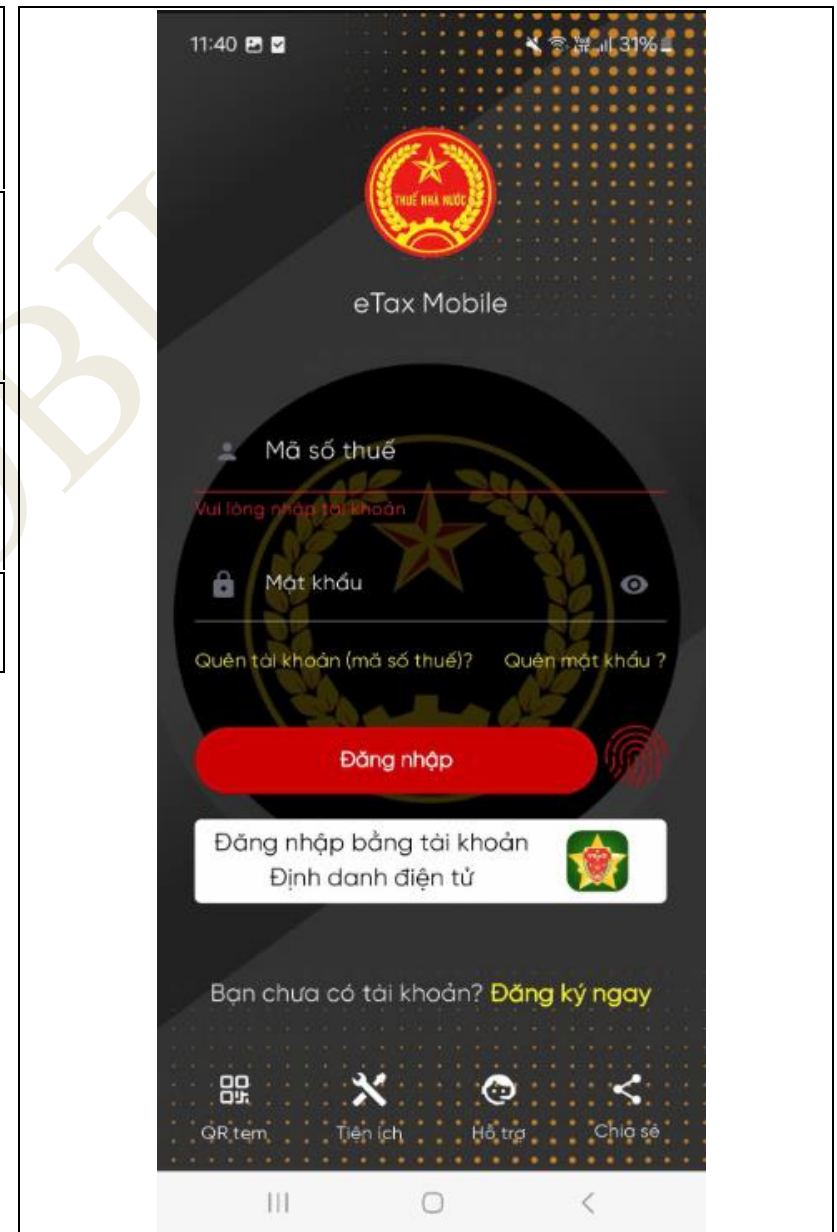 11:40
31%
THUẾ NHÀ NƯỚC
eTax Mobile
Mã số thuế
Vui lòng nhập tài khoản
Mật khẩu
Quên tài khoản (mã số thuế)? Quên mật khẩu ?
Đăng nhập
Đăng nhập bằng tài khoản
Định danh điện tử
Bạn chưa có tài khoản? Đăng ký ngay
QR tem Tiện ích Hỗ trợ Chia sẻ